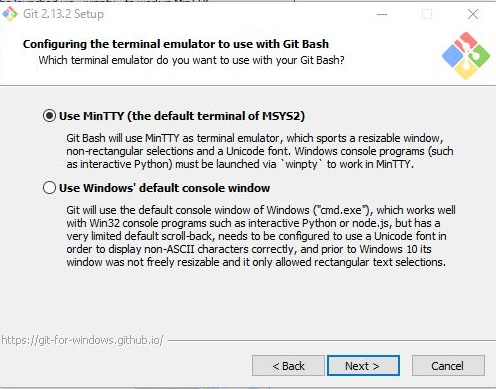 Git 2.13.2 Setup
Configuring the terminal emulator to use with Git Bash
Which terminal emulator do you want to use with your Git Bash?
Use MinTTY (the default terminal of MSYS2)
Git Bash will use MinTTY as terminal emulator, which sports a resizable window,
non-rectangular selections and a Unicode font. Windows console programs (such
as interactive Python) must be launched via `winpty` to work in MinTTY.
Use Windows' default console window
Git will use the default console window of Windows ("cmd.exe"), which works well
with Win32 console programs such as interactive Python or node.js, but has a
very limited default scroll-back, needs to be configured to use a Unicode font in
order to display non-ASCII characters correctly, and prior to Windows 10 its
window was not freely resizable and it only allowed rectangular text selections.
https://git-for-windows.github.io/
< Back Next > Cancel